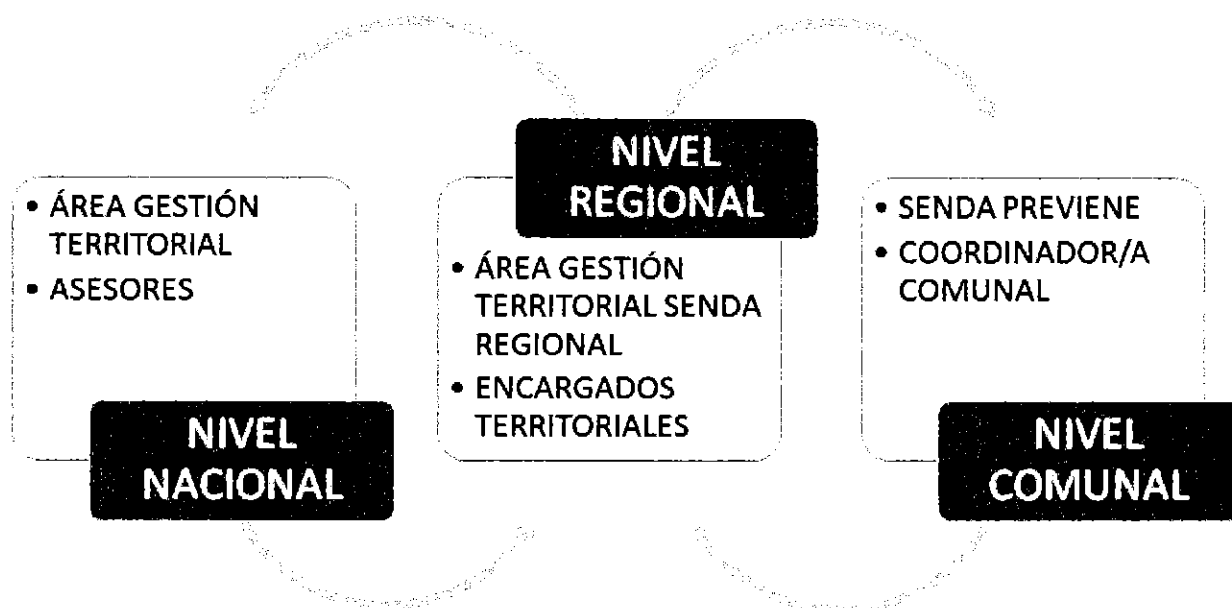 • ÁREA GESTIÓN
TERRITORIAL
• ASESORES
NIVEL
NACIONAL
NIVEL
REGIONAL
• ÁREA GESTIÓN
TERRITORIAL SENDA
REGIONAL
• ENCARGADOS
TERRITORIALES
• SENDA PREVIENE
• COORDINADOR/A
COMUNAL
NIVEL
COMUNAL